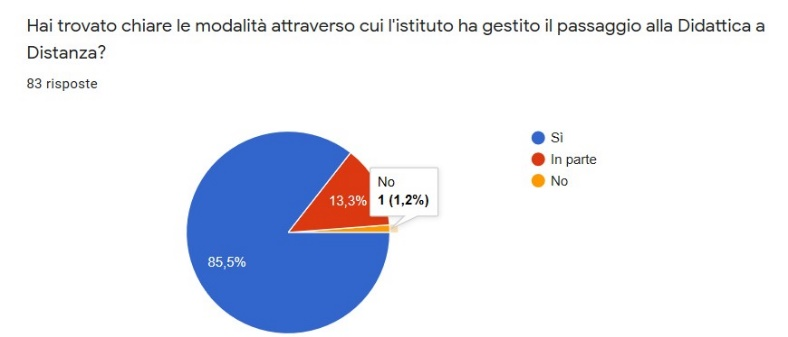 Hai trovato chiare le modalità attraverso cui l'istituto ha gestito il passaggio alla Didattica a
Distanza?
83 risposte
Sì
In parte
No
No
1 (1,2%)
13,3%
85,5%